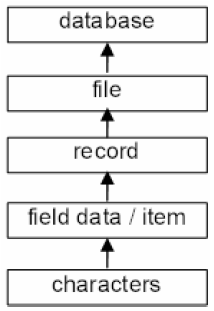 database
file
record
field data / item
characters